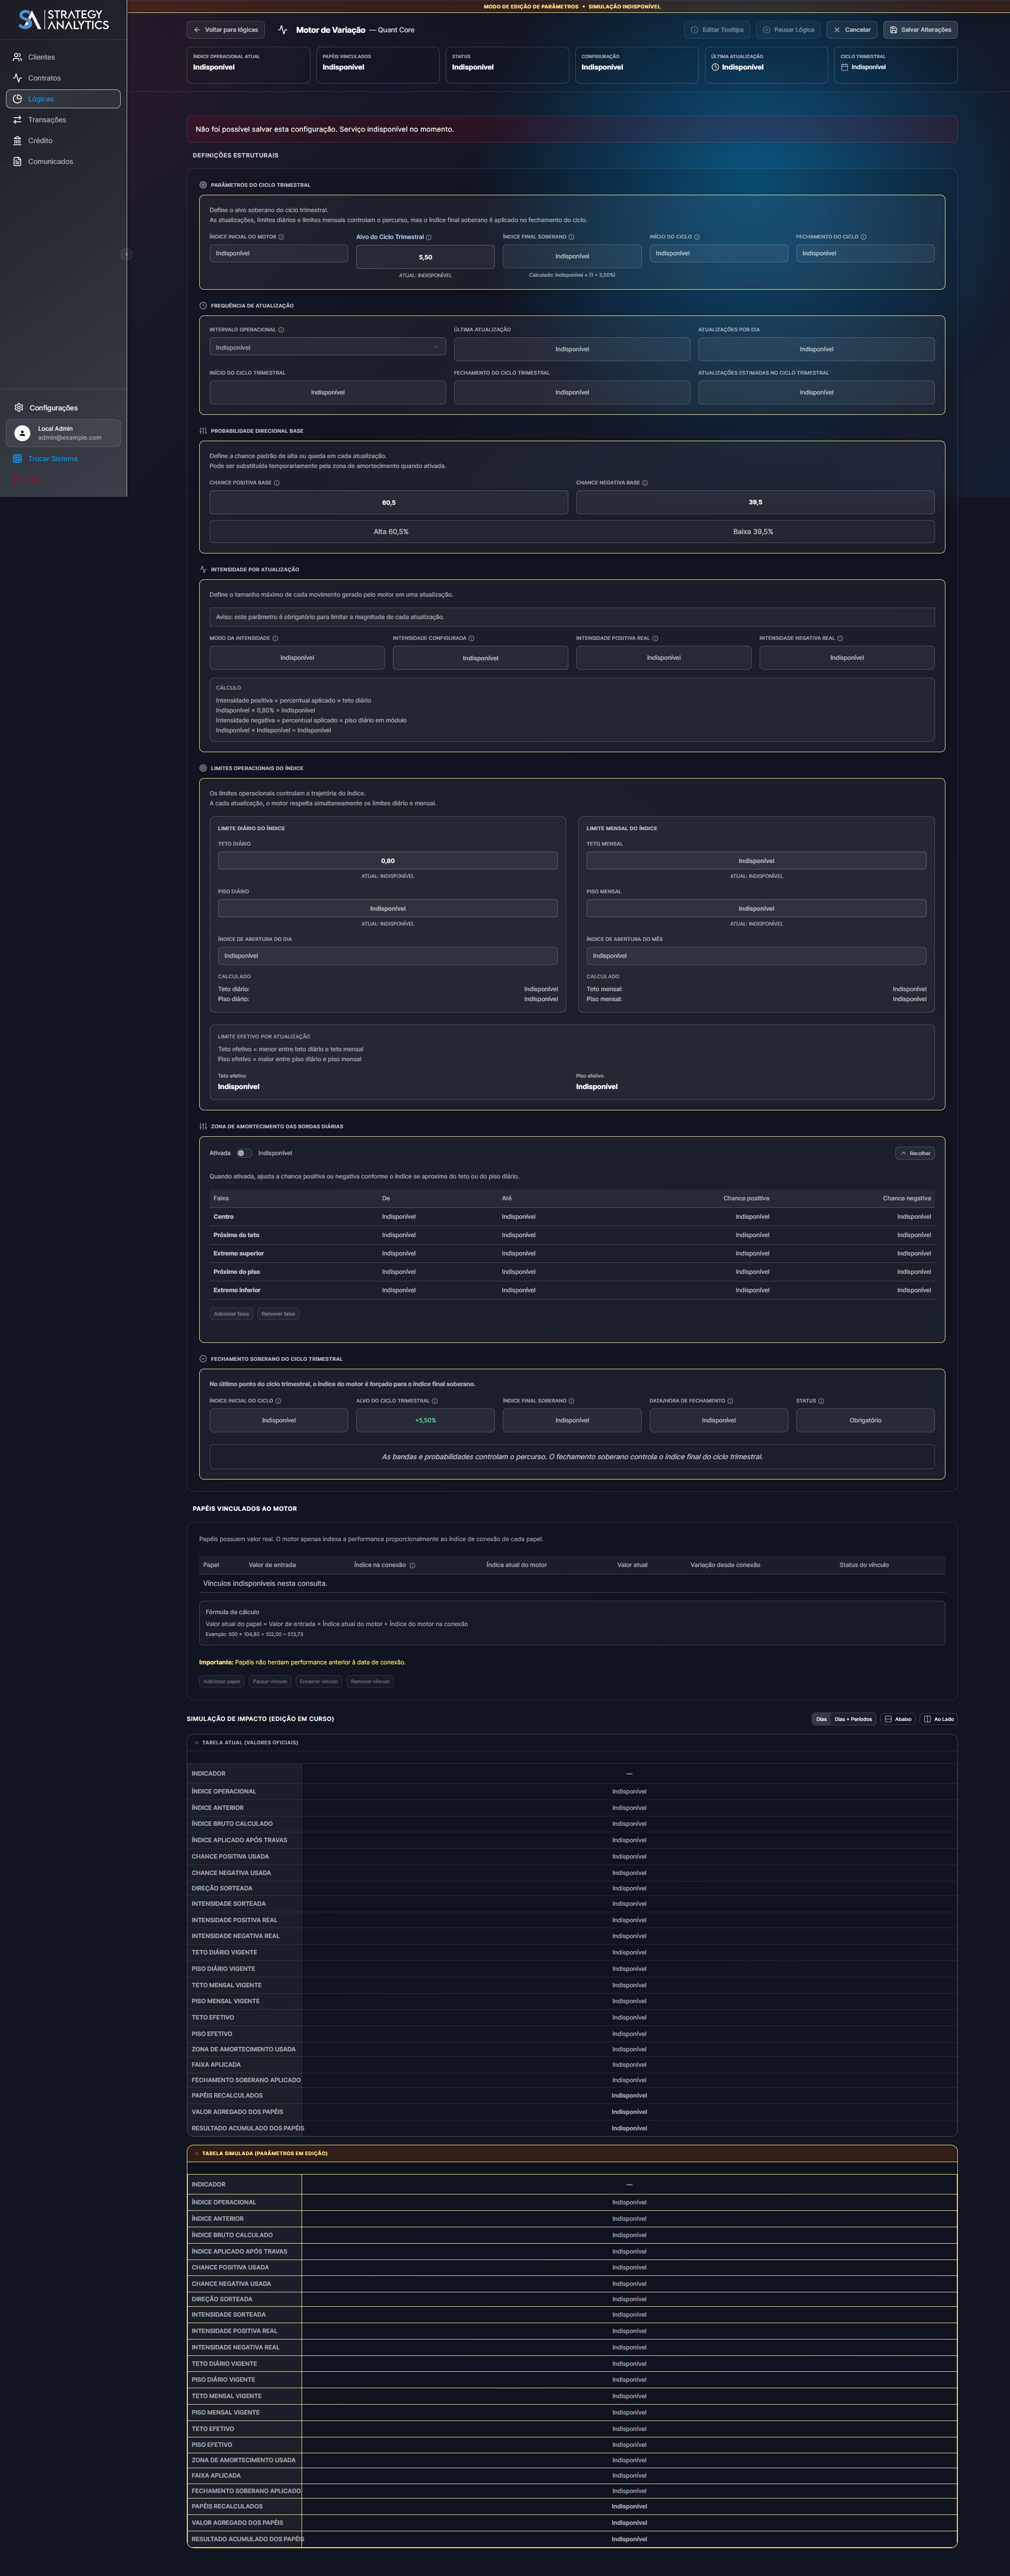 MODO DE EDIÇÃO DE PARÂMETROS • SIMULAÇÃO INDISPONÍVEL
STRATEGY
ANALYTICS
Clientes
Contratos
Lógicas
Transações
Crédito
Comunicados
Configurações
Local Admin
admin@example.com
Trocar Sistema
Voltar para lógicas
Motor de Variação — Quant Core
Editar Tooltips
Pausar Lógica
Cancelar
Salvar Alterações
ÍNDICE OPERACIONAL ATUAL
Indisponível
PAPÉIS VINCULADOS
Indisponível
STATUS
Indisponível
CONFIGURAÇÃO
Indisponível
ÚLTIMA ATUALIZAÇÃO
Indisponível
CICLO TRIMESTRAL
Indisponível
Não foi possível salvar esta configuração. Serviço indisponível no momento.
DEFINIÇÕES ESTRUTURAIS
PARÂMETROS DO CICLO TRIMESTRAL
Define o alvo soberano do ciclo trimestral.
As atualizações, limites diários e limites mensais controlam o percurso, mas o índice final soberano é aplicado no fechamento do ciclo.
ÍNDICE INICIAL DO MOTOR
Indisponível
Alvo do Ciclo Trimestral
5,50
ATUAL: INDISPONÍVEL
ÍNDICE FINAL SOBERANO
Indisponível
Calculado: Indisponível × (1 + 5,50%)
INÍCIO DO CICLO
Indisponível
FECHAMENTO DO CICLO
Indisponível
FREQUÊNCIA DE ATUALIZAÇÃO
INTERVALO OPERACIONAL
Indisponível
ÚLTIMA ATUALIZAÇÃO
Indisponível
ATUALIZAÇÕES POR DIA
Indisponível
INÍCIO DO CICLO TRIMESTRAL
Indisponível
FECHAMENTO DO CICLO TRIMESTRAL
Indisponível
ATUALIZAÇÕES ESTIMADAS NO CICLO TRIMESTRAL
Indisponível
PROBABILIDADE DIRECIONAL BASE
Define a chance padrão de alta ou queda em cada atualização.
Pode ser substituída temporariamente pela zona de amortecimento quando ativada.
CHANCE POSITIVA BASE
60,5
CHANCE NEGATIVA BASE
39,5
Alta 60,5%
Baixa 39,5%
INTENSIDADE POR ATUALIZAÇÃO
Define o tamanho máximo de cada movimento gerado pelo motor em uma atualização.
Aviso: este parâmetro é obrigatório para limitar a magnitude de cada atualização.
MODO DA INTENSIDADE
Indisponível
INTENSIDADE CONFIGURADA
Indisponível
INTENSIDADE POSITIVA REAL
Indisponível
INTENSIDADE NEGATIVA REAL
Indisponível
CÁLCULO
Intensidade positiva = percentual aplicado × teto diário
Indisponível × 0,80% = Indisponível
Intensidade negativa = percentual aplicado × piso diário em módulo
Indisponível × Indisponível = Indisponível
LIMITES OPERACIONAIS DO ÍNDICE
Os limites operacionais controlam a trajetória do índice.
A cada atualização, o motor respeita simultaneamente os limites diário e mensal.
LIMITE DIÁRIO DO ÍNDICE
TETO DIÁRIO
0,80
ATUAL: INDISPONÍVEL
PISO DIÁRIO
Indisponível
ATUAL: INDISPONÍVEL
ÍNDICE DE ABERTURA DO DIA
Indisponível
CALCULADO
Teto diário: Indisponível
Piso diário: Indisponível
LIMITE MENSAL DO ÍNDICE
TETO MENSAL
Indisponível
ATUAL: INDISPONÍVEL
PISO MENSAL
Indisponível
ATUAL: INDISPONÍVEL
ÍNDICE DE ABERTURA DO MÊS
Indisponível
CALCULADO
Teto mensal: Indisponível
Piso mensal: Indisponível
LIMITE EFETIVO POR ATUALIZAÇÃO
Teto efetivo = menor entre teto diário e teto mensal
Piso efetivo = maior entre piso diário e piso mensal
Teto efetivo
Indisponível
Piso efetivo
Indisponível
ZONA DE AMORTECIMENTO DAS BORDAS DIÁRIAS
Ativada Indisponível
Recolher
Quando ativada, ajusta a chance positiva ou negativa conforme o índice se aproxima do teto ou do piso diário.
Faixa De Até Chance positiva Chance negativa
Centro Indisponível Indisponível Indisponível Indisponível
Próximo do teto Indisponível Indisponível Indisponível Indisponível
Extremo superior Indisponível Indisponível Indisponível Indisponível
Próximo do piso Indisponível Indisponível Indisponível Indisponível
Extremo inferior Indisponível Indisponível Indisponível Indisponível
Adicionar faixa
Remover faixa
FECHAMENTO SOBERANO DO CICLO TRIMESTRAL
No último ponto do ciclo trimestral, o índice do motor é forçado para o índice final soberano.
ÍNDICE INICIAL DO CICLO
Indisponível
ALVO DO CICLO TRIMESTRAL
+5,50%
ÍNDICE FINAL SOBERANO
Indisponível
DATA/HORA DE FECHAMENTO
Indisponível
STATUS
Obrigatório
As bandas e probabilidades controlam o percurso. O fechamento soberano controla o índice final do ciclo trimestral.
PAPÉIS VINCULADOS AO MOTOR
Papéis possuem valor real. O motor apenas indexa a performance proporcionalmente ao índice de conexão de cada papel.
Papel Valor de entrada Índice na conexão Índice atual do motor Valor atual Variação desde conexão Status do vínculo
Vínculos indisponíveis nesta consulta.
Fórmula de cálculo
Valor atual do papel = Valor de entrada × Índice atual do motor ÷ Índice do motor na conexão
Exemplo: 500 × 104,80 ÷ 102,00 = 513,73
Importante: Papéis não herdam performance anterior à data de conexão.
Adicionar papel
Pausar vínculo
Encerrar vínculo
Remover vínculo
SIMULAÇÃO DE IMPACTO (EDIÇÃO EM CURSO)
Dias
Dias + Períodos
Abaixo
Ao Lado
TABELA ATUAL (VALORES OFICIAIS)
INDICADOR —
ÍNDICE OPERACIONAL Indisponível
ÍNDICE ANTERIOR Indisponível
ÍNDICE BRUTO CALCULADO Indisponível
ÍNDICE APLICADO APÓS TRAVAS Indisponível
CHANCE POSITIVA USADA Indisponível
CHANCE NEGATIVA USADA Indisponível
DIREÇÃO SORTEADA Indisponível
INTENSIDADE SORTEADA Indisponível
INTENSIDADE POSITIVA REAL Indisponível
INTENSIDADE NEGATIVA REAL Indisponível
TETO DIÁRIO VIGENTE Indisponível
PISO DIÁRIO VIGENTE Indisponível
TETO MENSAL VIGENTE Indisponível
PISO MENSAL VIGENTE Indisponível
TETO EFETIVO Indisponível
PISO EFETIVO Indisponível
ZONA DE AMORTECIMENTO USADA Indisponível
FAIXA APLICADA Indisponível
FECHAMENTO SOBERANO APLICADO Indisponível
PAPÉIS RECALCULADOS Indisponível
VALOR AGREGADO DOS PAPÉIS Indisponível
RESULTADO ACUMULADO DOS PAPÉIS Indisponível
TABELA SIMULADA (PARÂMETROS EM EDIÇÃO)
INDICADOR —
ÍNDICE OPERACIONAL Indisponível
ÍNDICE ANTERIOR Indisponível
ÍNDICE BRUTO CALCULADO Indisponível
ÍNDICE APLICADO APÓS TRAVAS Indisponível
CHANCE POSITIVA USADA Indisponível
CHANCE NEGATIVA USADA Indisponível
DIREÇÃO SORTEADA Indisponível
INTENSIDADE SORTEADA Indisponível
INTENSIDADE POSITIVA REAL Indisponível
INTENSIDADE NEGATIVA REAL Indisponível
TETO DIÁRIO VIGENTE Indisponível
PISO DIÁRIO VIGENTE Indisponível
TETO MENSAL VIGENTE Indisponível
PISO MENSAL VIGENTE Indisponível
TETO EFETIVO Indisponível
PISO EFETIVO Indisponível
ZONA DE AMORTECIMENTO USADA Indisponível
FAIXA APLICADA Indisponível
FECHAMENTO SOBERANO APLICADO Indisponível
PAPÉIS RECALCULADOS Indisponível
VALOR AGREGADO DOS PAPÉIS Indisponível
RESULTADO ACUMULADO DOS PAPÉIS Indisponível